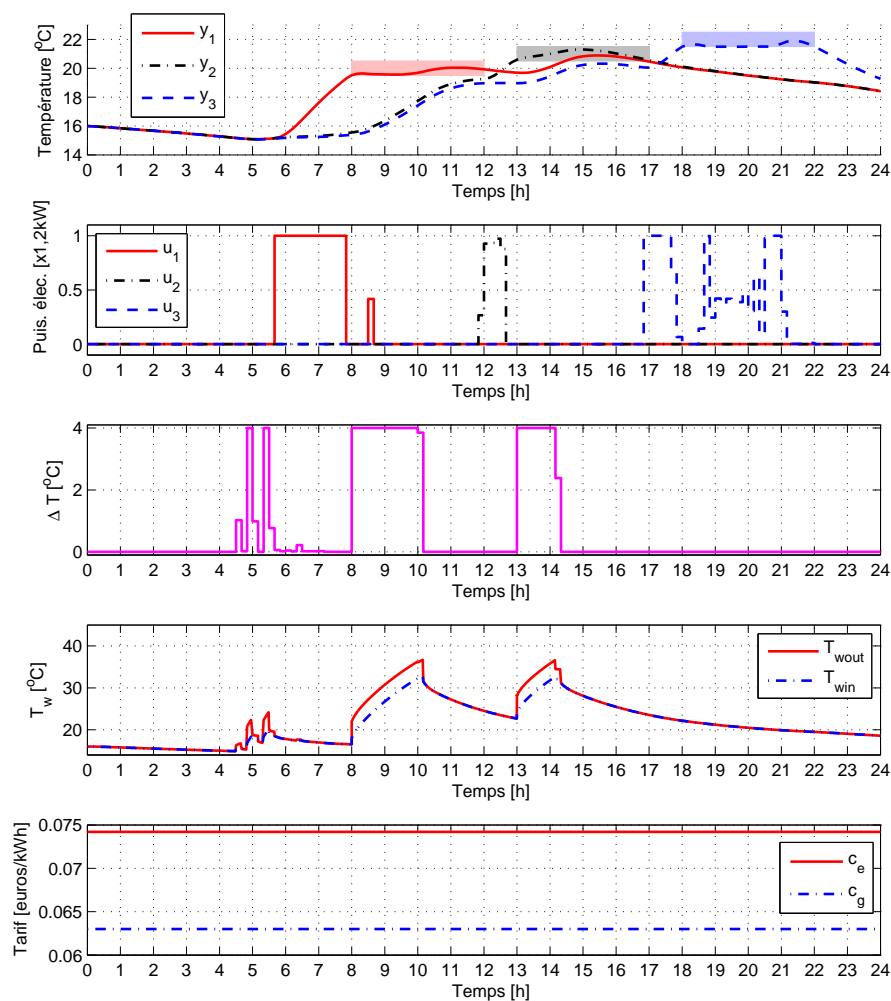 Température [°C]
22
20
18
16
14
y1
y2
y3
0 1 2 3 4 5 6 7 8 9 10 11 12 13 14 15 16 17 18 19 20 21 22 23 24
Temps [h]
Puis. élec. [x1,2kW]
1
0.5
0
u1
u2
u3
0 1 2 3 4 5 6 7 8 9 10 11 12 13 14 15 16 17 18 19 20 21 22 23 24
Temps [h]
Δ T [°C]
4
2
0
0 1 2 3 4 5 6 7 8 9 10 11 12 13 14 15 16 17 18 19 20 21 22 23 24
Temps [h]
Tw [°C]
40
30
20
Twout
Twin
0 1 2 3 4 5 6 7 8 9 10 11 12 13 14 15 16 17 18 19 20 21 22 23 24
Temps [h]
Tarif [euros/kWh]
0.075
0.07
0.065
0.06
ce
cg
0 1 2 3 4 5 6 7 8 9 10 11 12 13 14 15 16 17 18 19 20 21 22 23 24
Temps [h]